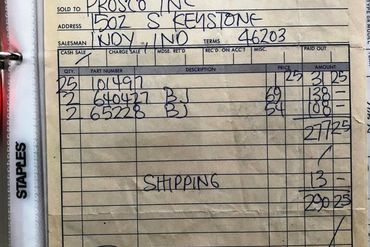 SOLD TO PROSCO INC
ADDRESS 1502 S KEYSTONE
SALESMAN INDY, IND TERMS 46203
CASH SALE CHARGE SALE MDSE. RET'D REC'D. ON ACC'T MISC. PAID OUT
QTY. PART NUMBER DESCRIPTION PRICE AMOUNT
25 101497 1 25 31 25
2 640427 BJ 69 138 -
2 65228 BJ 54 108 -
277 25
SHIPPING 13 -
290 25
STAPLES